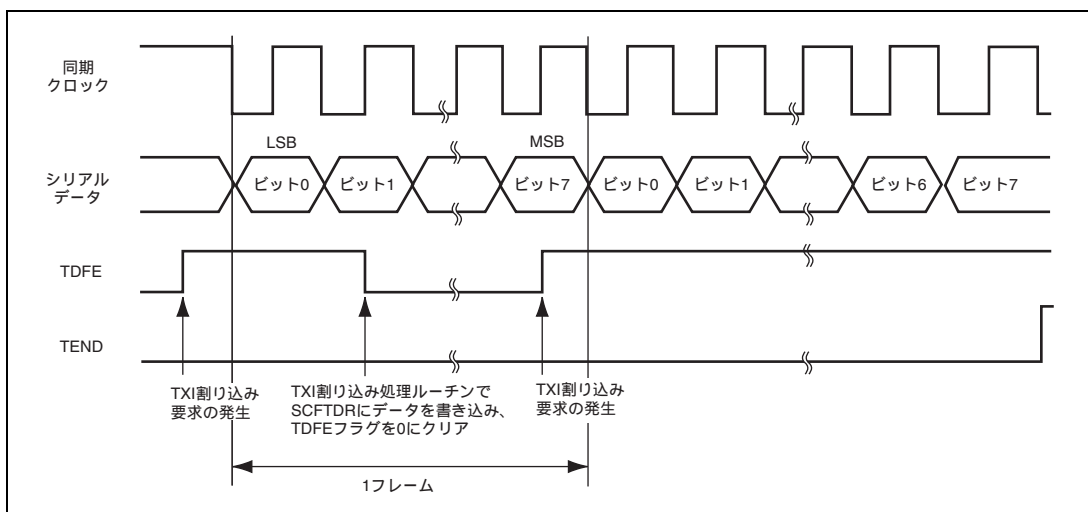 同期
クロック
LSB
MSB
シリアル
データ
ビット0
ビット1
ビット7
ビット0
ビット1
ビット6
ビット7
TDFE
TEND
TXI割り込み
要求の発生
TXI割り込み処理ルーチンで
SCFTDRにデータを書き込み、
TDFEフラグを0にクリア
TXI割り込み
要求の発生
1フレーム